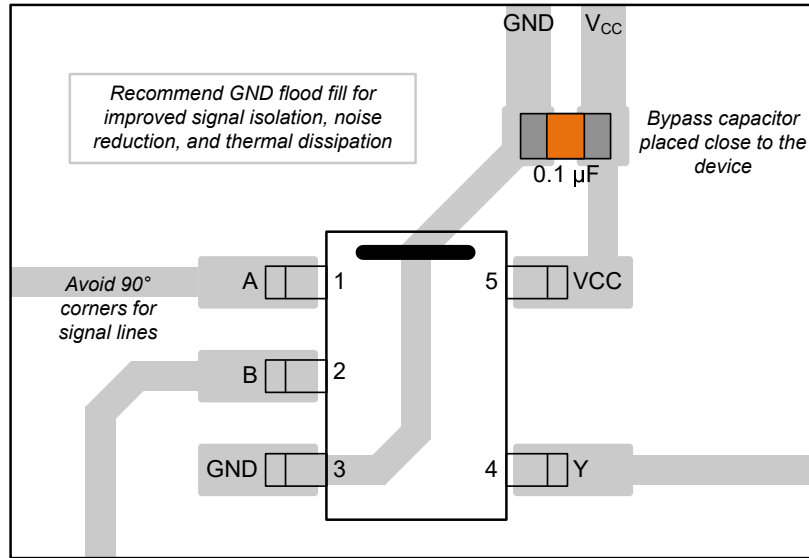 GND VCC
Recommend GND flood fill for
improved signal isolation, noise
reduction, and thermal dissipation
Bypass capacitor
placed close to the
device
0.1 µF
A 1 5 VCC
Avoid 90°
corners for
signal lines
B 2
GND 3 4 Y